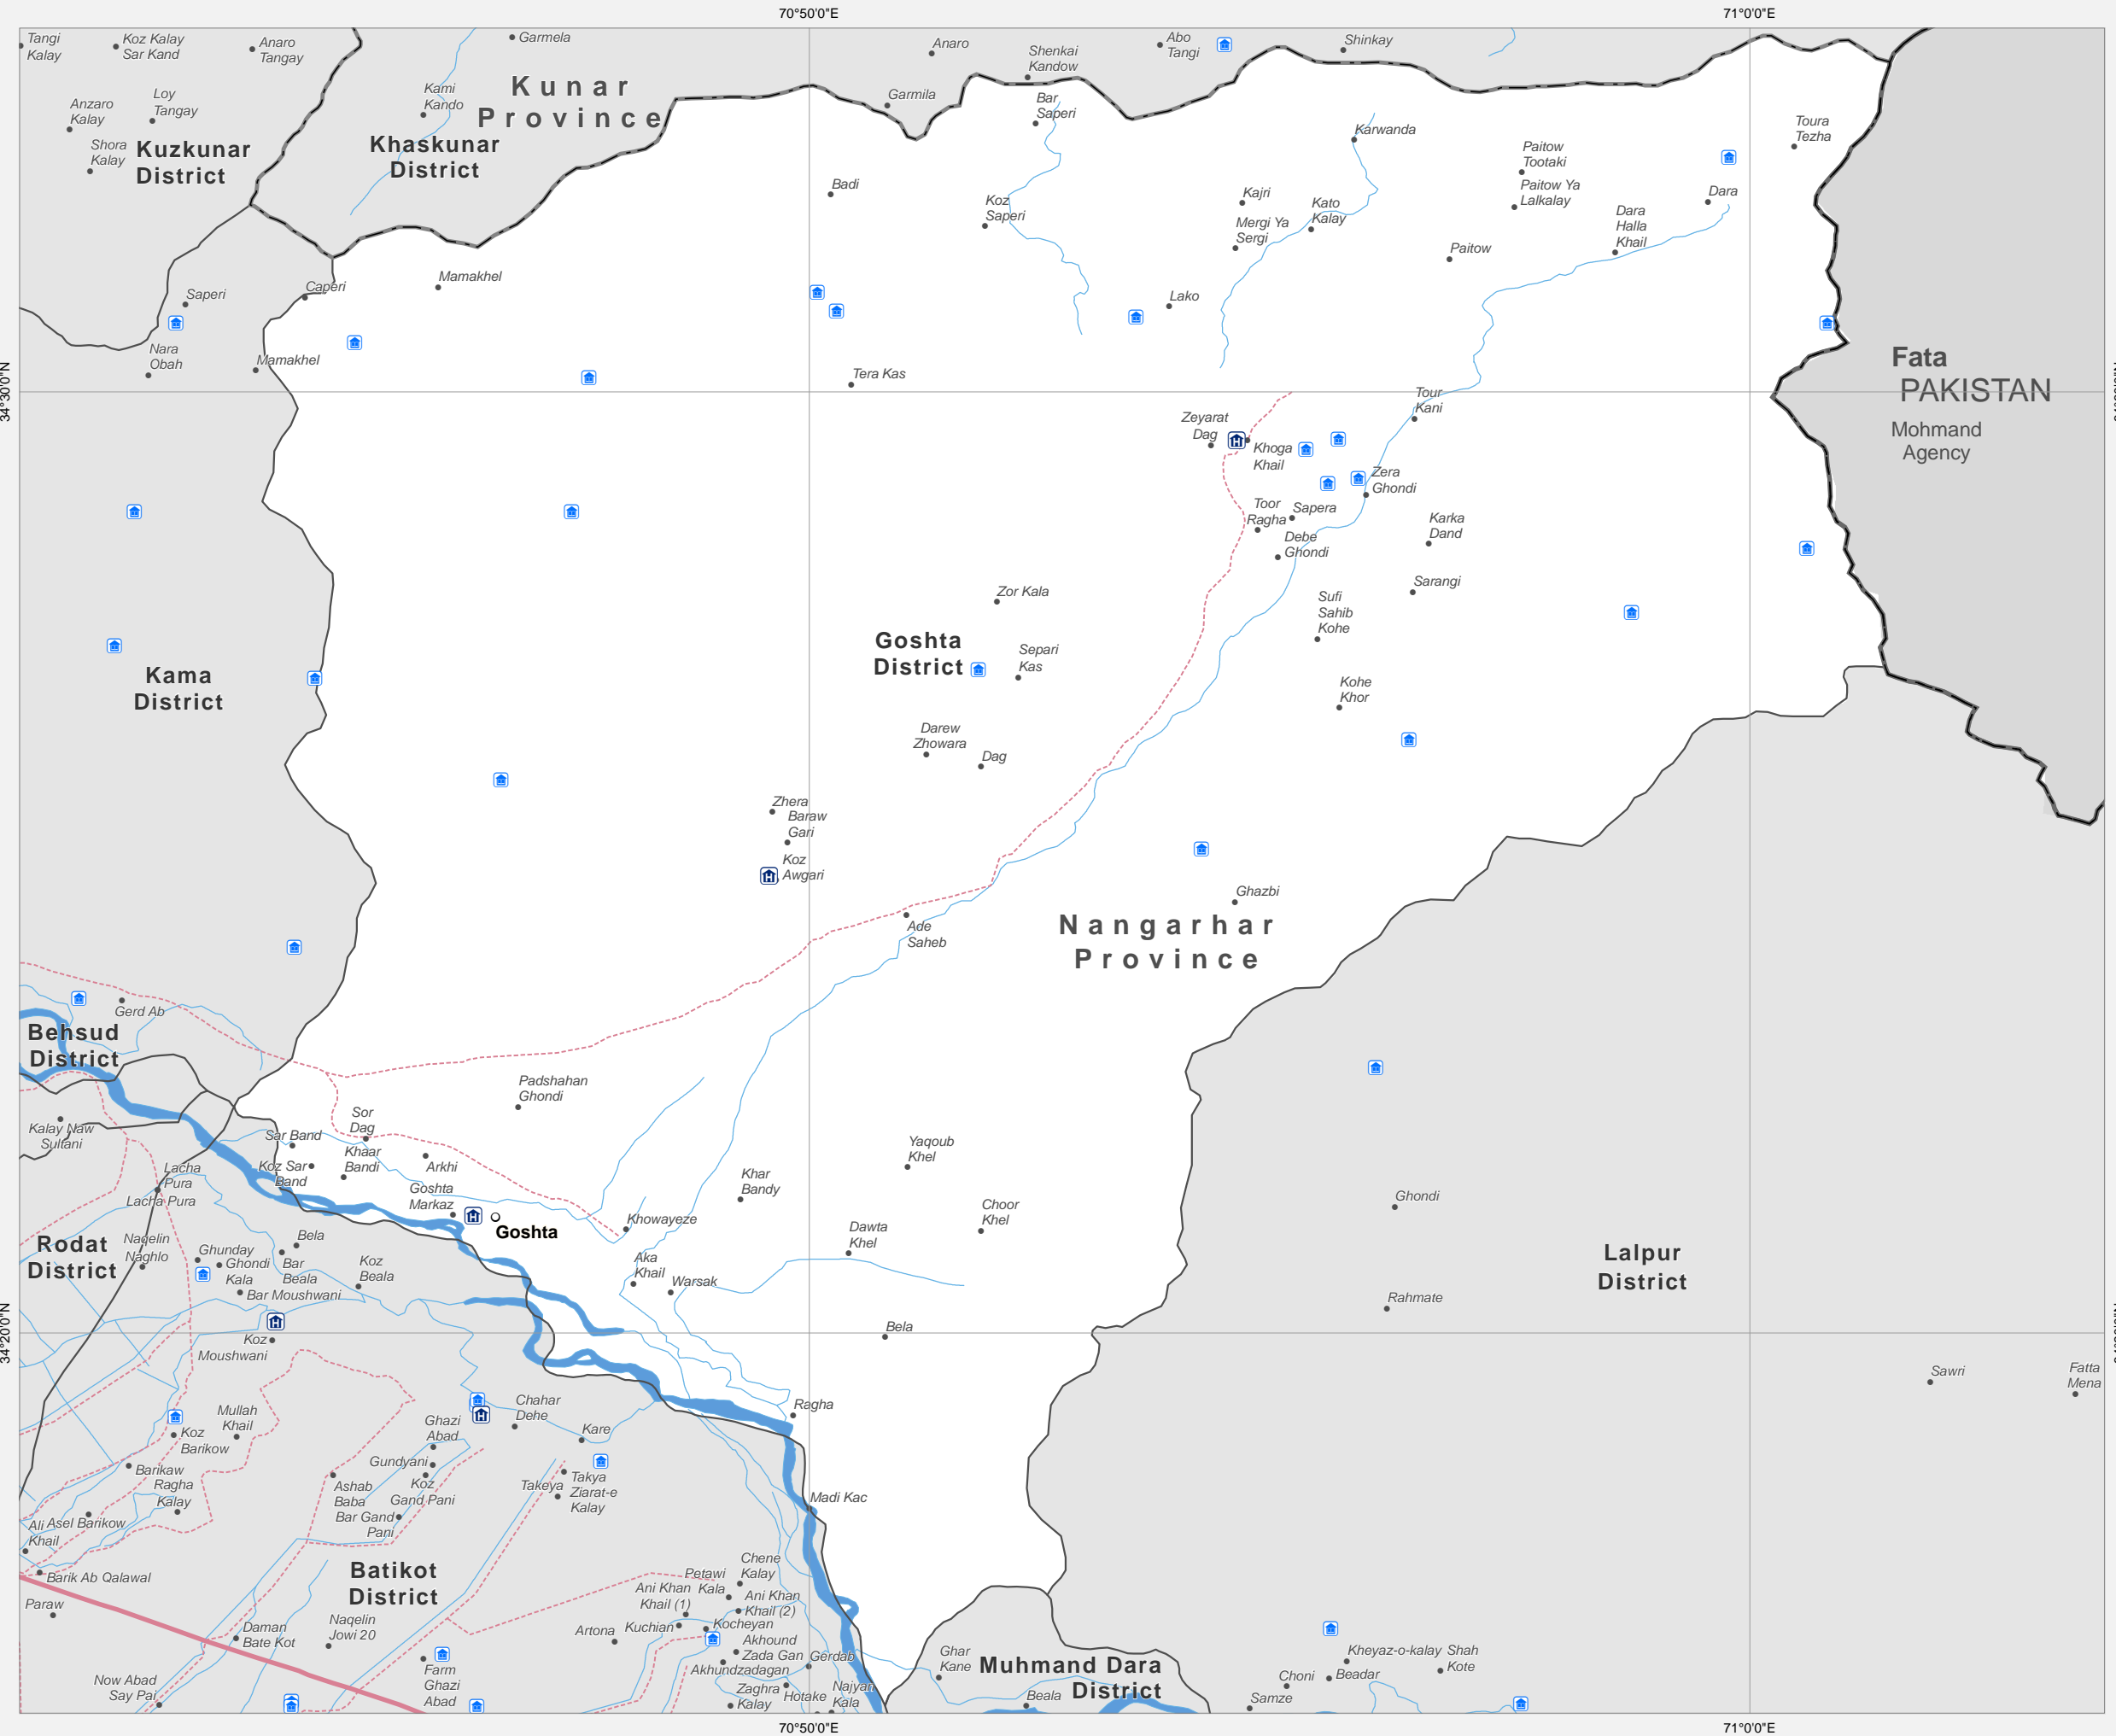 70°50'0"E
71°0'0"E
Tangi
Kalay
Koz Kalay
Sar Kand
Anaro
Tangay
Garmela
Anaro
Shenkai
Kandow
Abo
Tangi
Shinkay
Anzaro
Kalay
Loy
Tangay
Kami
Kando
Kunar
Province
Garmila
Bar
Saperi
Karwanda
Toura
Tezha
Shora
Kalay
Kuzkunar
District
Khaskunar
District
Paitow
Tootaki
Badi
Koz
Saperi
Kajri
Kato
Kalay
Paitow Ya
Lalkalay
Dara
Mergi Ya
Sergi
Dara
Halla
Khail
Paitow
Saperi
Caperi
Mamakhel
Lako
Nara
Obah
Mamakhel
Tera Kas
Fata
PAKISTAN
Mohmand
Agency
34°30'0"N
Tour
Kani
Zeyarat
Dag
Khoga
Khail
Zera
Ghondi
Toor
Ragha
Sapera
Karka
Dand
Debe
Ghondi
Sarangi
Zor Kala
Sufi
Sahib
Kohe
Goshta
District
Separi
Kas
Kama
District
Kohe
Khor
Darew
Zhowara
Dag
Zhera
Baraw
Gari
Koz
Awgari
Ghazbi
Ade
Saheb
Nangarhar
Province
Gerd Ab
Behsud
District
Padshahan
Ghondi
Kalay Naw
Sultani
Sor
Dag
Sar Band
Khaar
Bandi
Koz Sar
Band
Arkhi
Yaqoub
Khel
Lacha
Pura
Lacha Pura
Goshta
Markaz
Khar
Bandy
Choor
Khel
Ghondi
Goshta
Khowayeze
Dawta
Khel
Rodat
District
Naqelin
Naghlo
Ghunday
Ghondi
Kala
Bela
Bar
Beala
Koz
Beala
Aka
Khail
Warsak
Lalpur
District
Bar Moushwani
Rahmate
34°20'0"N
Koz
Moushwani
Bela
Sawri
Fatta
Mena
Mullah
Khail
Koz
Barikow
Ghazi
Abad
Chahar
Dehe
Kare
Ragha
Barikaw
Ragha
Kalay
Gundyani
Koz
Gand Pani
Ashab
Baba
Bar Gand
Pani
Takeya
Takya
Ziarat-e
Kalay
Madi Kac
Ali
Khail
Asel Barikow
Barik Ab Qalawal
Batikot
District
Chene
Kalay
Petawi
Kala
Ani Khan
Khail (1)
Ani Khan
Khail (2)
Paraw
Daman
Bate Kot
Naqelin
Jowi 20
Artona
Kuchian
Kocheyan
Akhound
Zada Gan
Akhundzadagan
Gerdab
Ghar
Kane
Muhmand Dara
District
Kheyaz-o-kalay
Shah
Kote
Choni
Beadar
Now Abad
Say Pai
Farm
Ghazi
Abad
Zaghra
Kalay
Hotake
Najyan
Kala
Beala
Samze
70°50'0"E
71°0'0"E